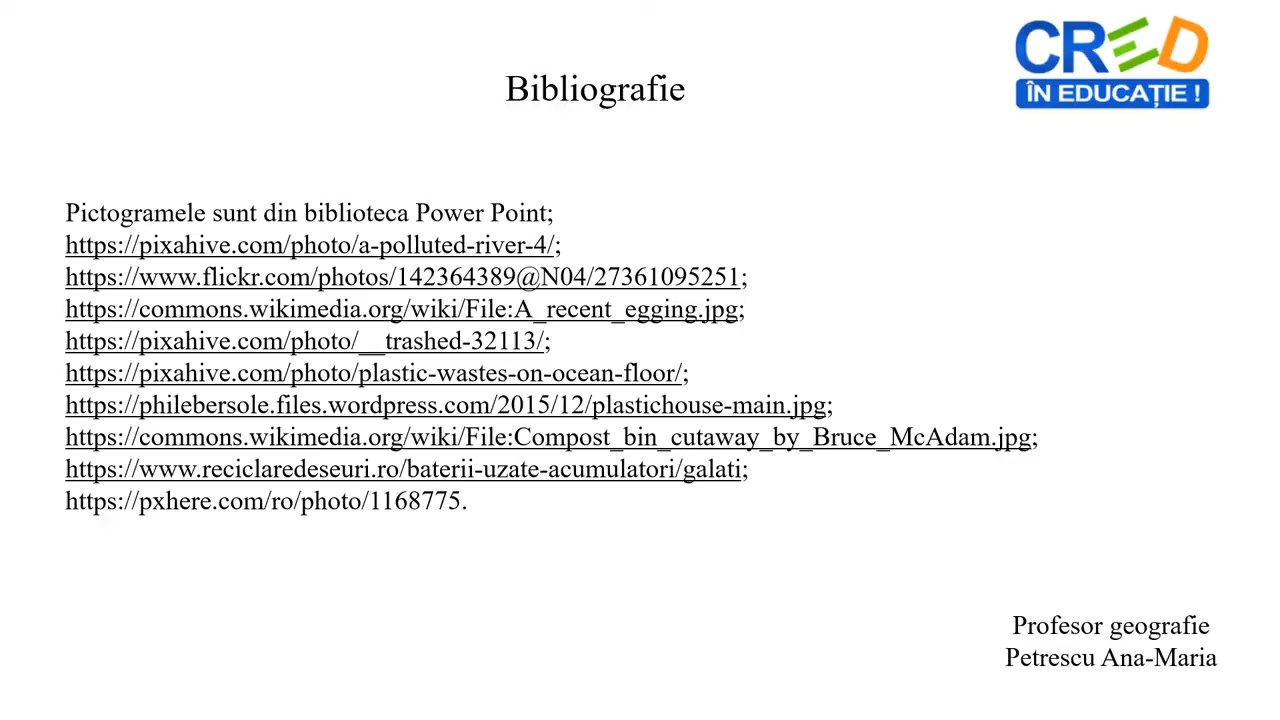 CRED
ÎN EDUCAȚIE !
Bibliografie
Pictogramele sunt din biblioteca Power Point;
https://pixahive.com/photo/a-polluted-river-4/;
https://www.flickr.com/photos/142364389@N04/27361095251;
https://commons.wikimedia.org/wiki/File:A_recent_egging.jpg;
https://pixahive.com/photo/__trashed-32113/;
https://pixahive.com/photo/plastic-wastes-on-ocean-floor/;
https://philebersole.files.wordpress.com/2015/12/plastichouse-main.jpg;
https://commons.wikimedia.org/wiki/File:Compost_bin_cutaway_by_Bruce_McAdam.jpg;
https://www.reciclaredeseuri.ro/baterii-uzate-acumulatori/galati;
https://pxhere.com/ro/photo/1168775.
Profesor geografie
Petrescu Ana-Maria